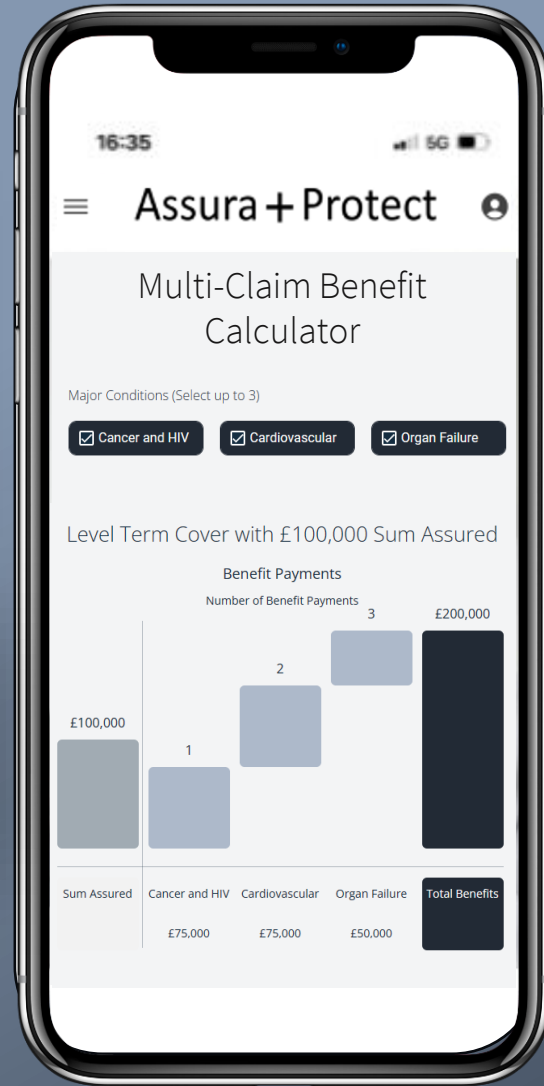 16:35
5G
Assura+Protect
Multi-Claim Benefit
Calculator
Major Conditions (Select up to 3)
Cancer and HIV
Cardiovascular
Organ Failure
Level Term Cover with £100,000 Sum Assured
Benefit Payments
Number of Benefit Payments
£100,000
1
2
3
£200,000
Sum Assured
Cancer and HIV
Cardiovascular
Organ Failure
Total Benefits
£75,000
£75,000
£50,000